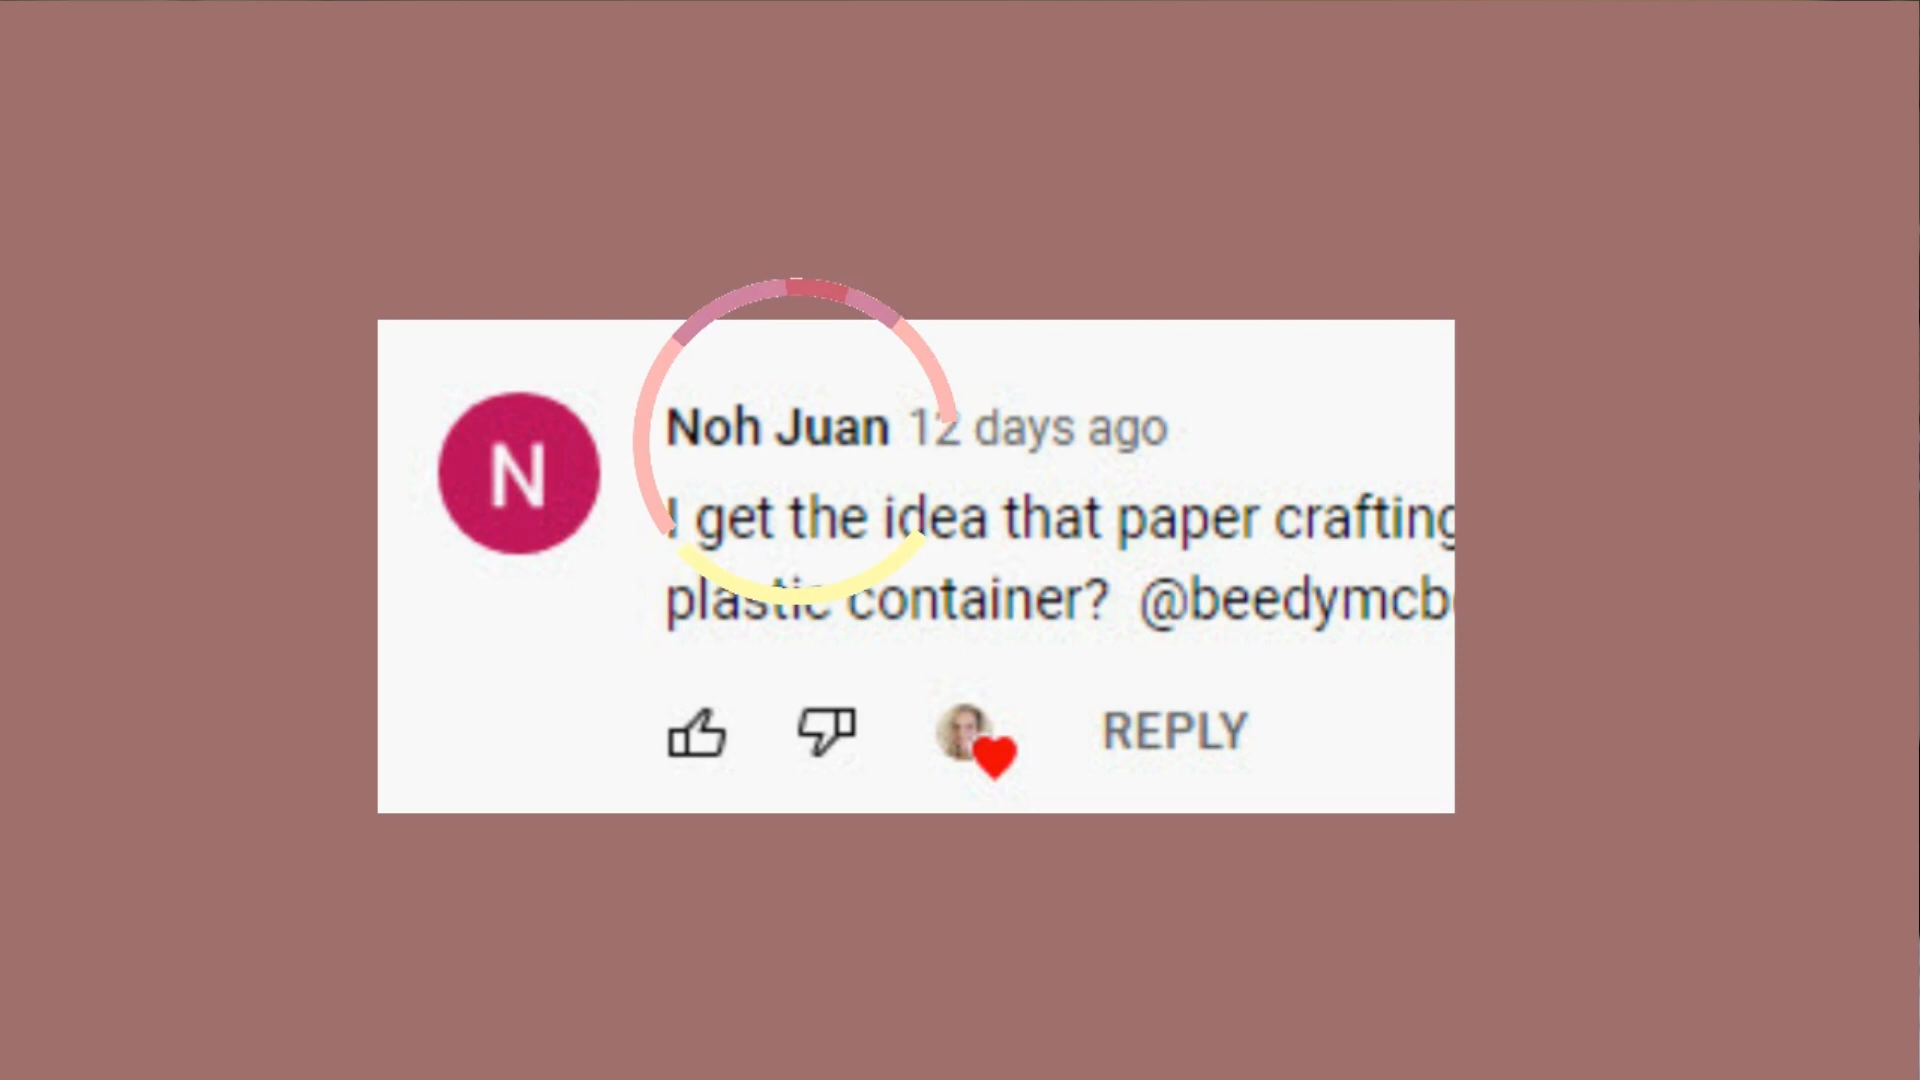 N
Noh Juan 12 days ago
I get the idea that paper crafting
plastic container? @beedymcb
REPLY